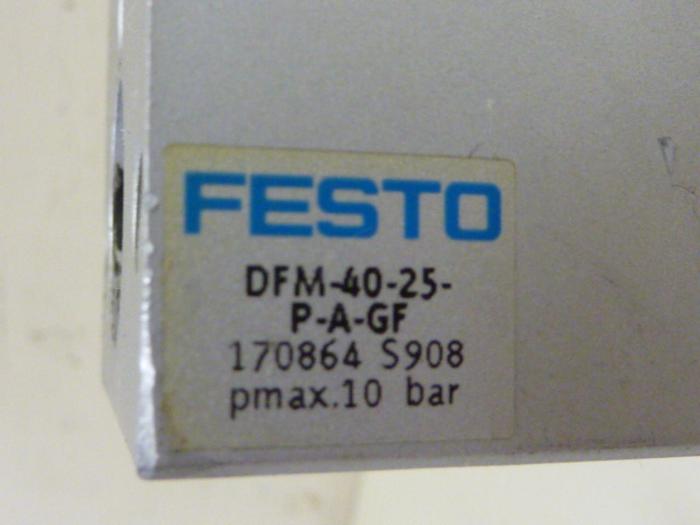 FESTO
DFM-40-25-
P-A-GF
170864 S908
pmax.10 bar